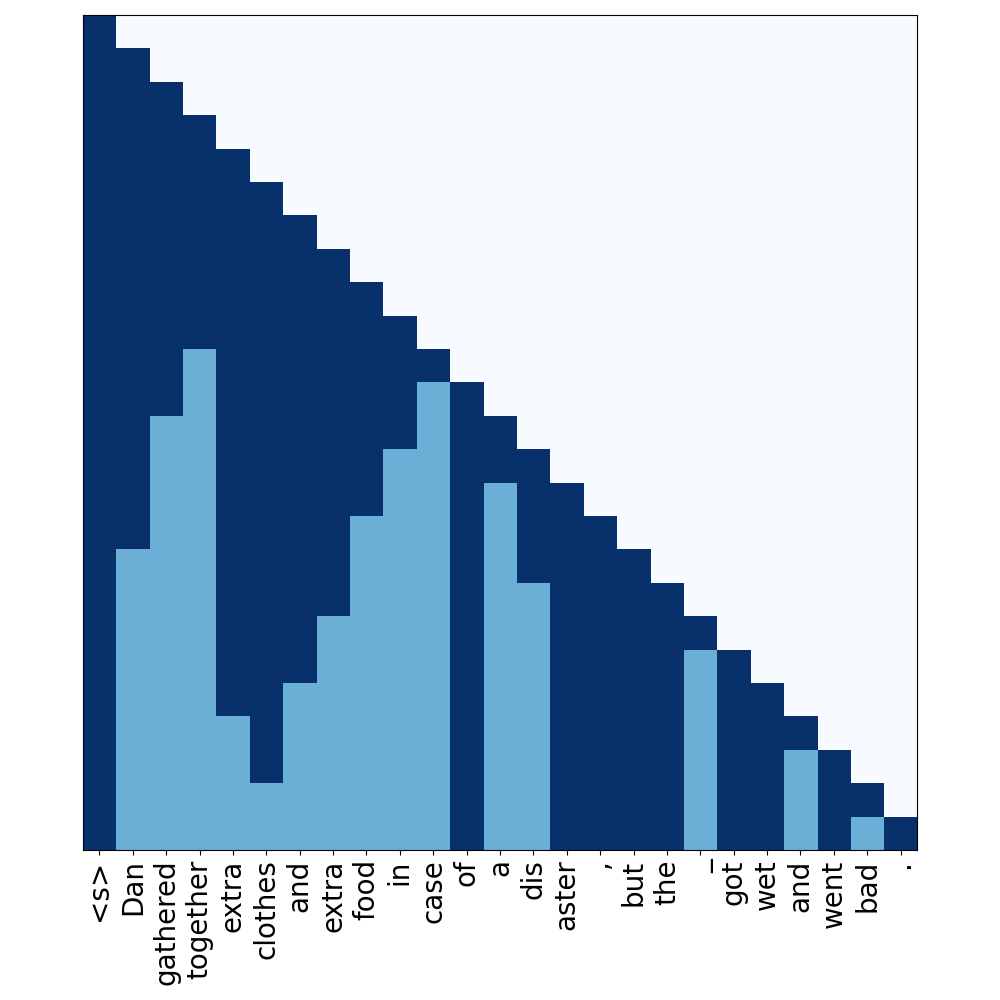 <s> Dan gathered together extra clothes and extra food in case of a dis aster , but the _ got wet and went bad .